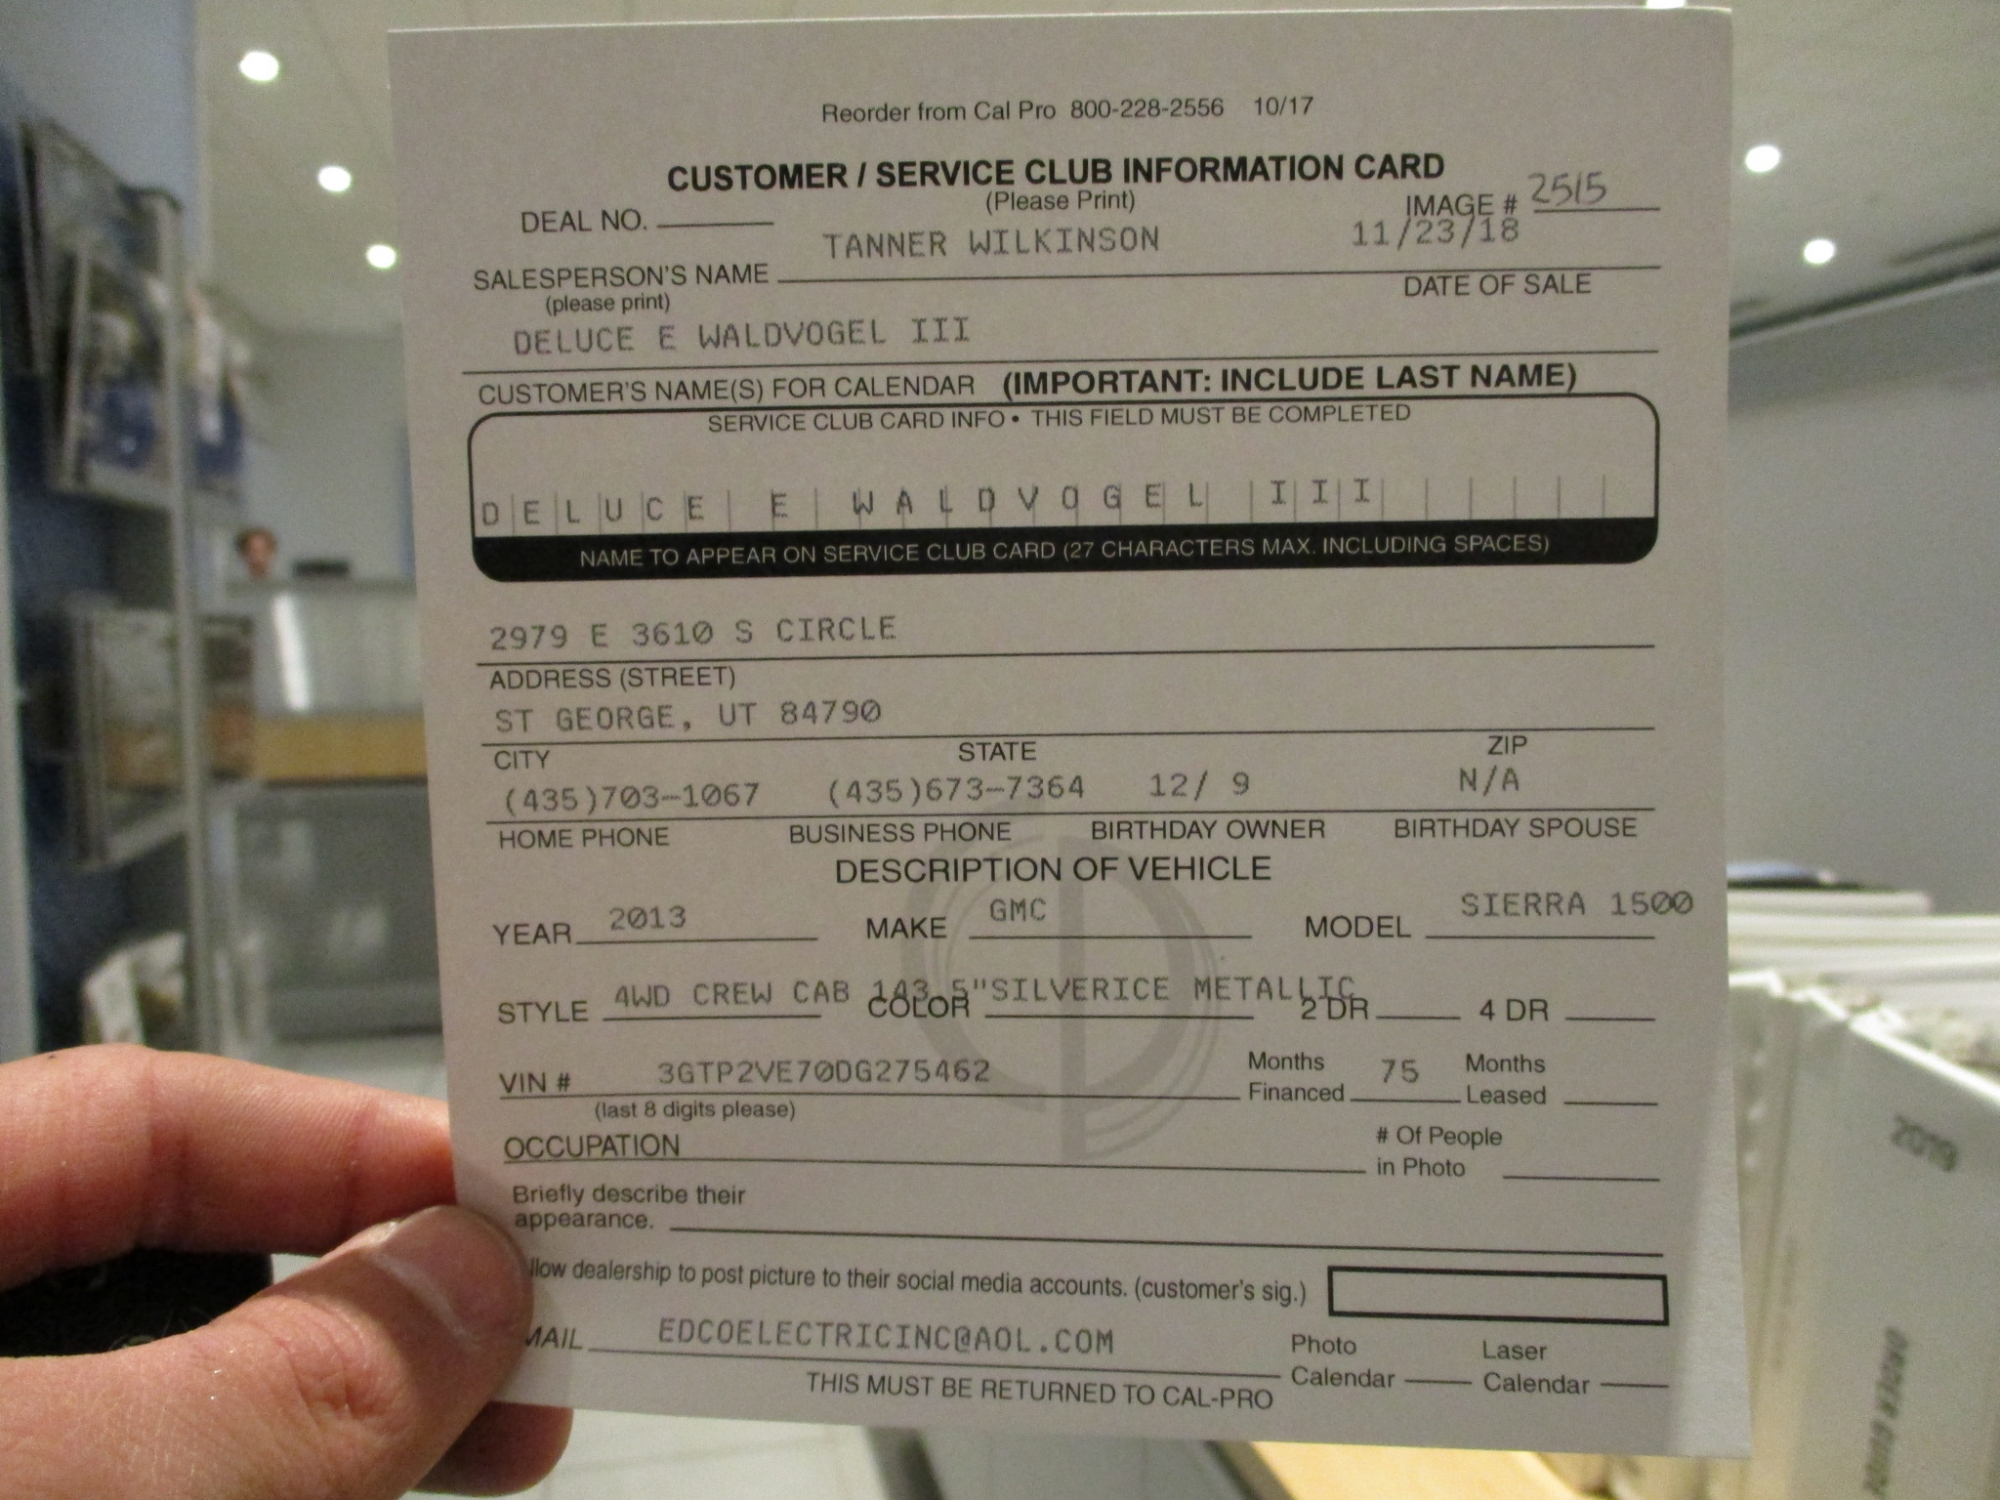 Reorder from Cal Pro 800-228-2556 10/17
CUSTOMER / SERVICE CLUB INFORMATION CARD
(Please Print)
DEAL NO.
IMAGE # 2515
TANNER WILKINSON 11/23/18
SALESPERSON'S NAME DATE OF SALE
(please print)
DELUCE E WALDVOGEL III
CUSTOMER'S NAME(S) FOR CALENDAR (IMPORTANT: INCLUDE LAST NAME)
SERVICE CLUB CARD INFO • THIS FIELD MUST BE COMPLETED
DELUCE E WALDVOGEL III
NAME TO APPEAR ON SERVICE CLUB CARD (27 CHARACTERS MAX. INCLUDING SPACES)
2979 E 3610 S CIRCLE
ADDRESS (STREET)
ST GEORGE, UT 84790
CITY STATE ZIP
(435)703-1067 (435)673-7364 12/ 9 N/A
HOME PHONE BUSINESS PHONE BIRTHDAY OWNER BIRTHDAY SPOUSE
DESCRIPTION OF VEHICLE
YEAR 2013 MAKE GMC MODEL SIERRA 1500
STYLE 4WD CREW CAB 143.5" COLOR SILVERICE METALLIC 2 DR 4 DR
VIN # 3GTP2VE70DG275462 Months Financed 75 Months Leased
(last 8 digits please)
OCCUPATION # Of People in Photo
Briefly describe their
appearance.
llow dealership to post picture to their social media accounts. (customer's sig.)
MAIL EDCOELECTRICINC@AOL.COM Photo Calendar Laser Calendar
THIS MUST BE RETURNED TO CAL-PRO
2019
ORDER GUIDE